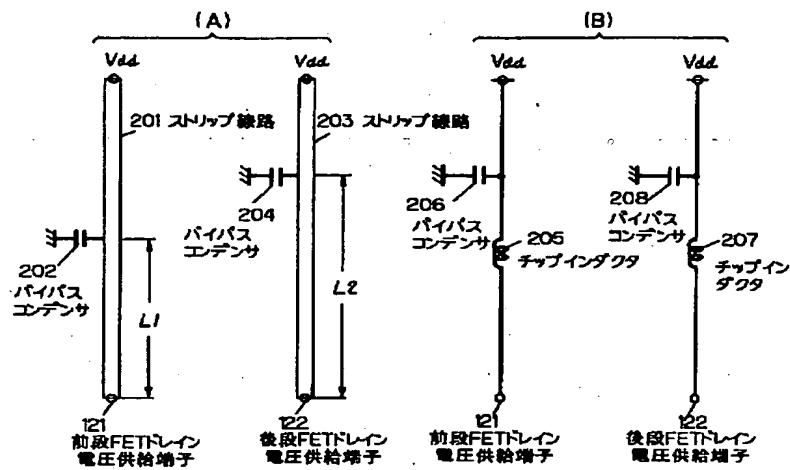 (A)
(B)
Vdd
Vdd
Vdd
Vdd
201 ストリップ線路
203 ストリップ線路
204
バイパス
コンデンサ
202
バイパス
コンデンサ
L1
L2
206
バイパス
コンデンサ
205
チップインダクタ
208
バイパス
コンデンサ
207
チップイン
ダクタ
121
前段FETドレイン
電圧供給端子
122
後段FETドレイン
電圧供給端子
121
前段FETドレイン
電圧供給端子
122
後段FETドレイン
電圧供給端子